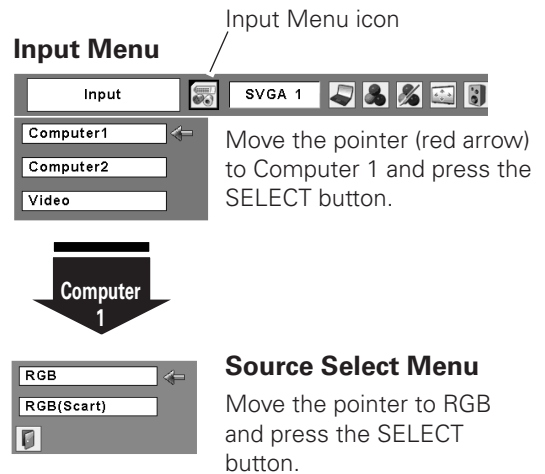 Input Menu icon
Input Menu
Input
SVGA 1
Computer1
Computer2
Video
Move the pointer (red arrow)
to Computer 1 and press the
SELECT button.
Computer
1
RGB
RGB(Scart)
Source Select Menu
Move the pointer to RGB
and press the SELECT
button.